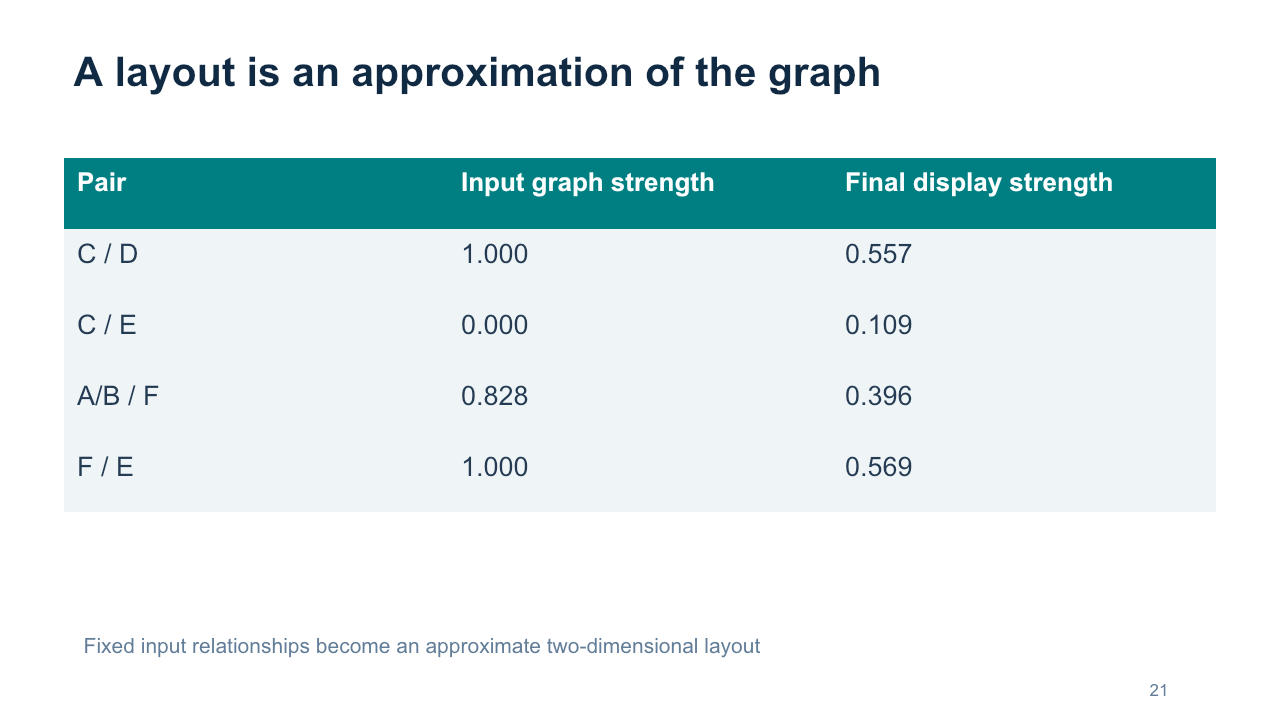 A layout is an approximation of the graph
Pair Input graph strength Final display strength
C / D 1.000 0.557
C / E 0.000 0.109
A/B / F 0.828 0.396
F / E 1.000 0.569
Fixed input relationships become an approximate two-dimensional layout
21